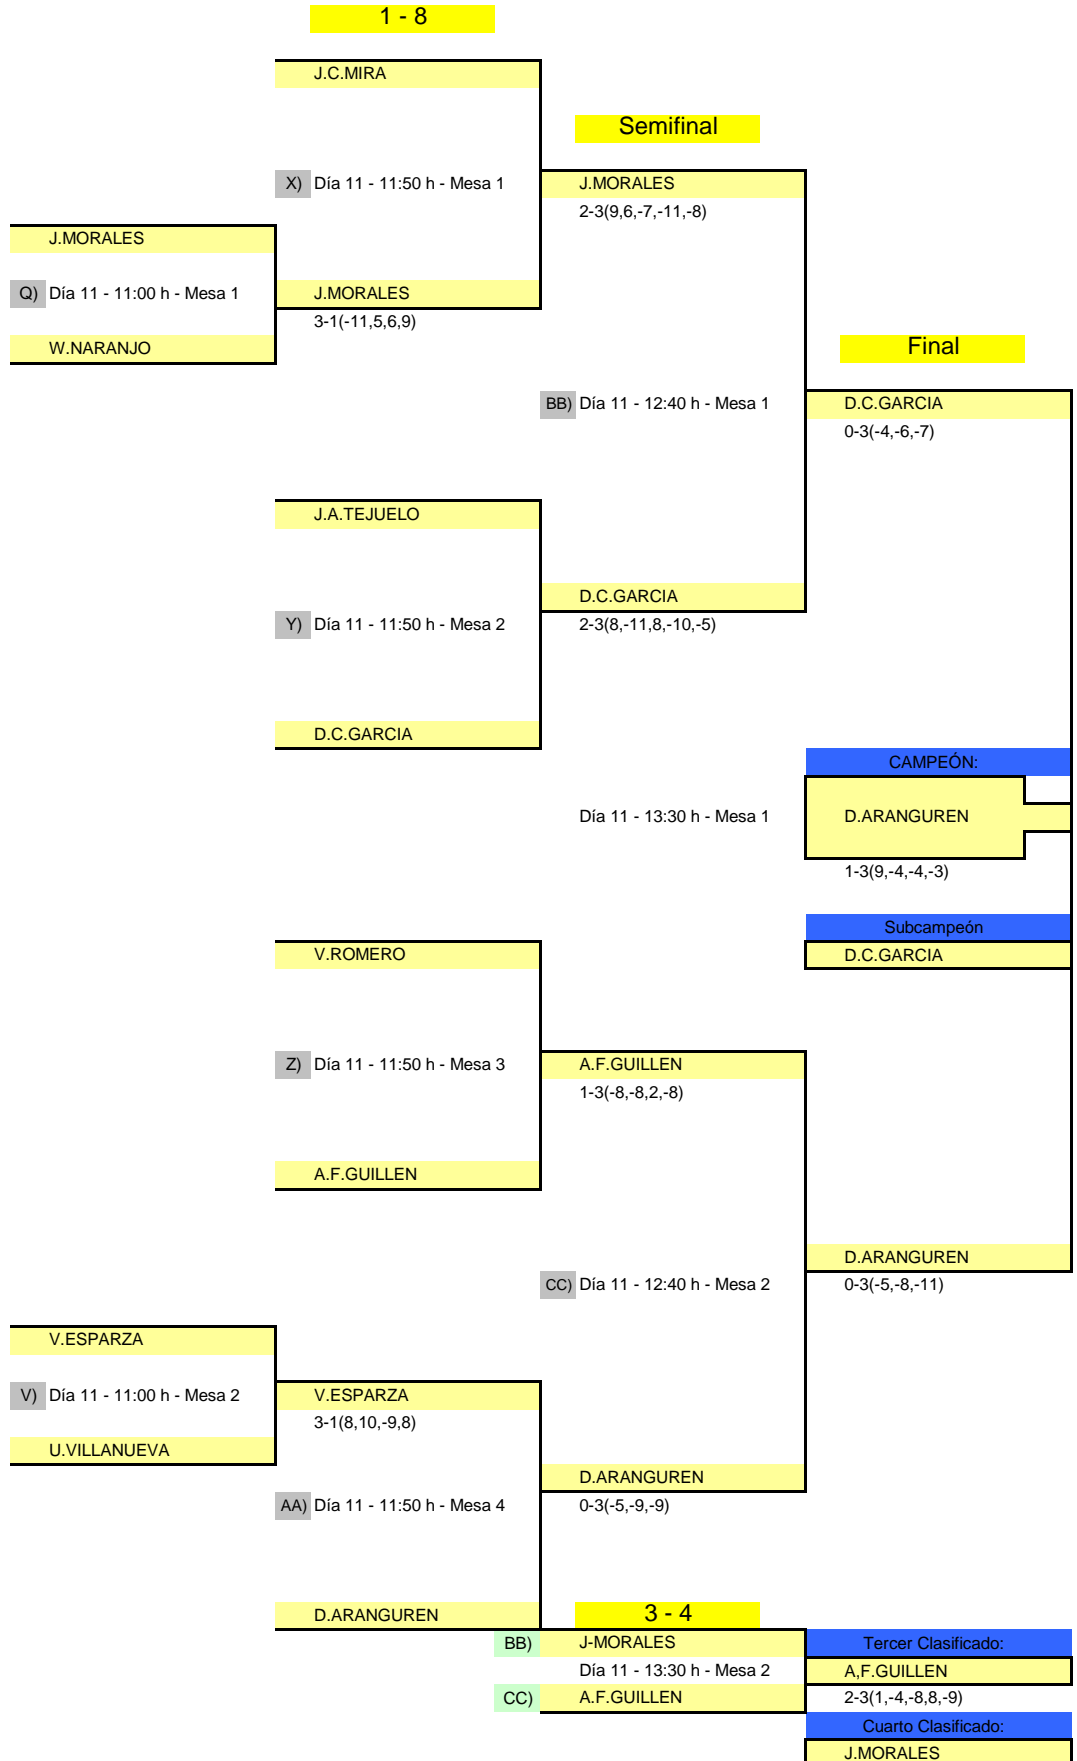 1 - 8
J.C.MIRA
Semifinal
X) Día 11 - 11:50 h - Mesa 1
J.MORALES
2-3(9,6,-7,-11,-8)
J.MORALES
Q) Día 11 - 11:00 h - Mesa 1
J.MORALES
3-1(-11,5,6,9)
W.NARANJO
Final
BB) Día 11 - 12:40 h - Mesa 1
D.C.GARCIA
0-3(-4,-6,-7)
J.A.TEJUELO
D.C.GARCIA
Y) Día 11 - 11:50 h - Mesa 2
2-3(8,-11,8,-10,-5)
D.C.GARCIA
CAMPEÓN:
Día 11 - 13:30 h - Mesa 1
D.ARANGUREN
1-3(9,-4,-4,-3)
Subcampeón
V.ROMERO
D.C.GARCIA
Z) Día 11 - 11:50 h - Mesa 3
A.F.GUILLEN
1-3(-8,-8,2,-8)
A.F.GUILLEN
D.ARANGUREN
CC) Día 11 - 12:40 h - Mesa 2
0-3(-5,-8,-11)
V.ESPARZA
V) Día 11 - 11:00 h - Mesa 2
V.ESPARZA
3-1(8,10,-9,8)
U.VILLANUEVA
D.ARANGUREN
AA) Día 11 - 11:50 h - Mesa 4
0-3(-5,-9,-9)
D.ARANGUREN
3 - 4
BB) J-MORALES
Tercer Clasificado:
Día 11 - 13:30 h - Mesa 2
A,F.GUILLEN
CC) A.F.GUILLEN
2-3(1,-4,-8,8,-9)
Cuarto Clasificado:
J.MORALES